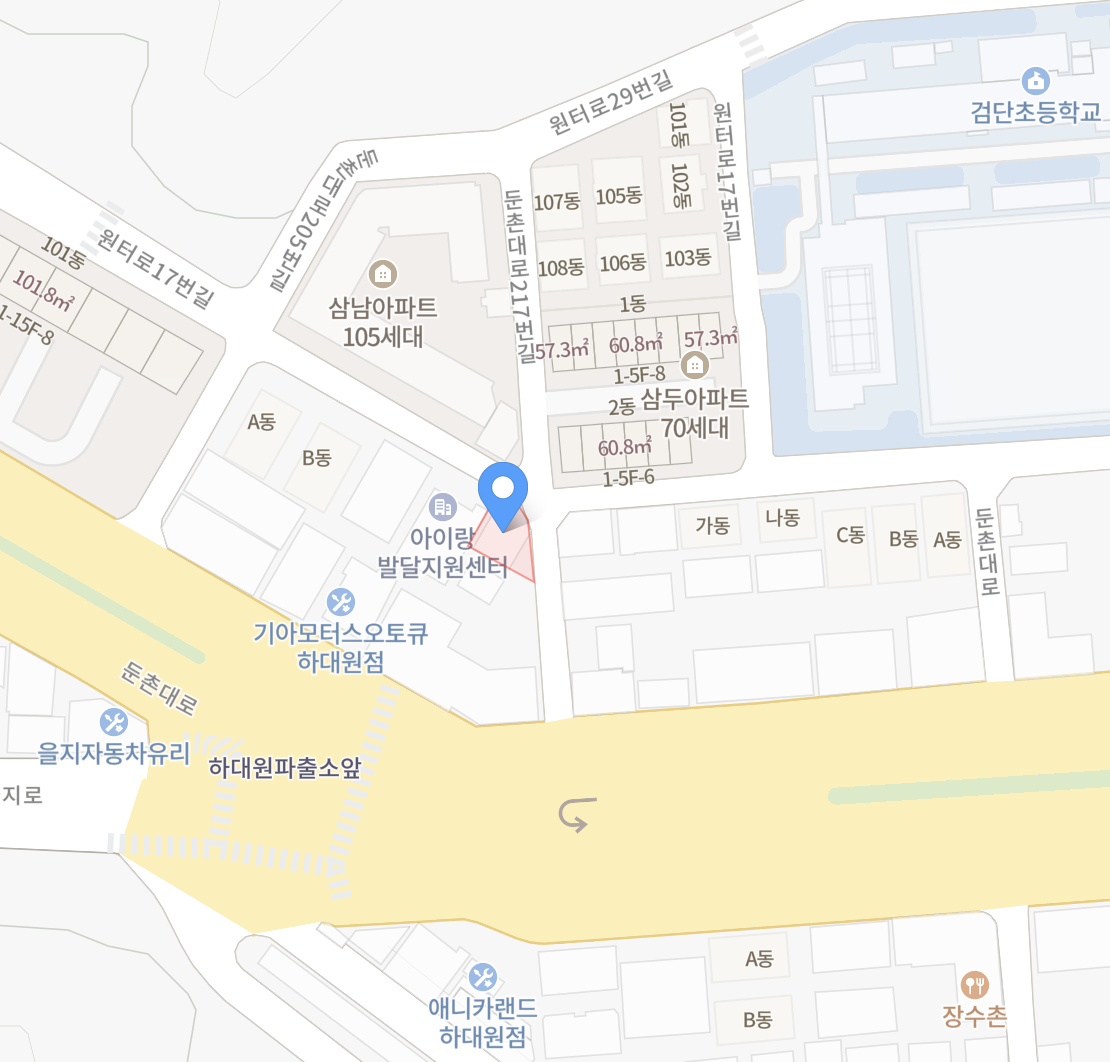 원터로29번길
검단초등학교
101동
원터로17번길
둔촌대로205번길
102동
107동
105동
둔촌대로217번길
원터로17번길
101동
101.8㎡
1-15F-8
삼남아파트
105세대
108동
106동
103동
1동
57.3㎡
60.8㎡
57.3㎡
1-5F-8
2동
삼두아파트
70세대
60.8㎡
1-5F-6
A동
B동
아이랑
발달지원센터
가동
나동
C동
B동
A동
둔촌대로
기아모터스오토큐
하대원점
둔촌대로
을지자동차유리
하대원파출소앞
지로
A동
B동
애니카랜드
하대원점
장수촌